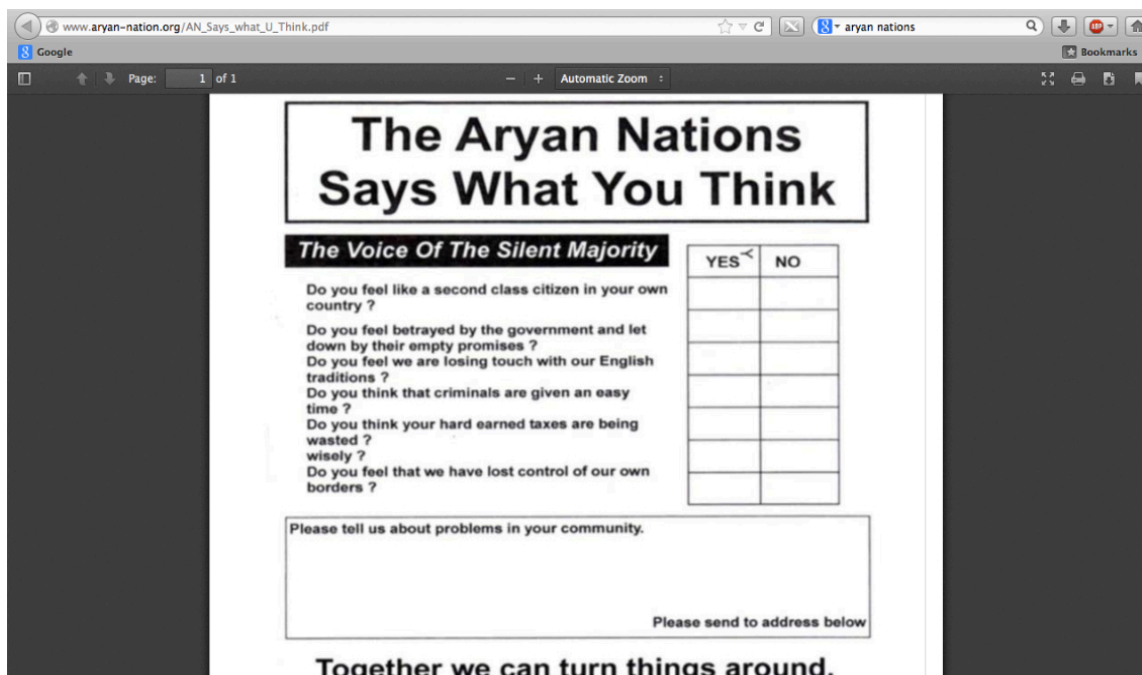 www.aryan-nation.org/AN_Says_what_U_Think.pdf
aryan nations
Google
Bookmarks
Page: 1 of 1
Automatic Zoom
The Aryan Nations
Says What You Think
The Voice Of The Silent Majority
YES NO
Do you feel like a second class citizen in your own
country ?
Do you feel betrayed by the government and let
down by their empty promises ?
Do you feel we are losing touch with our English
traditions ?
Do you think that criminals are given an easy
time ?
Do you think your hard earned taxes are being
wasted ?
wisely ?
Do you feel that we have lost control of our own
borders ?
Please tell us about problems in your community.
Please send to address below
Together we can turn things around.